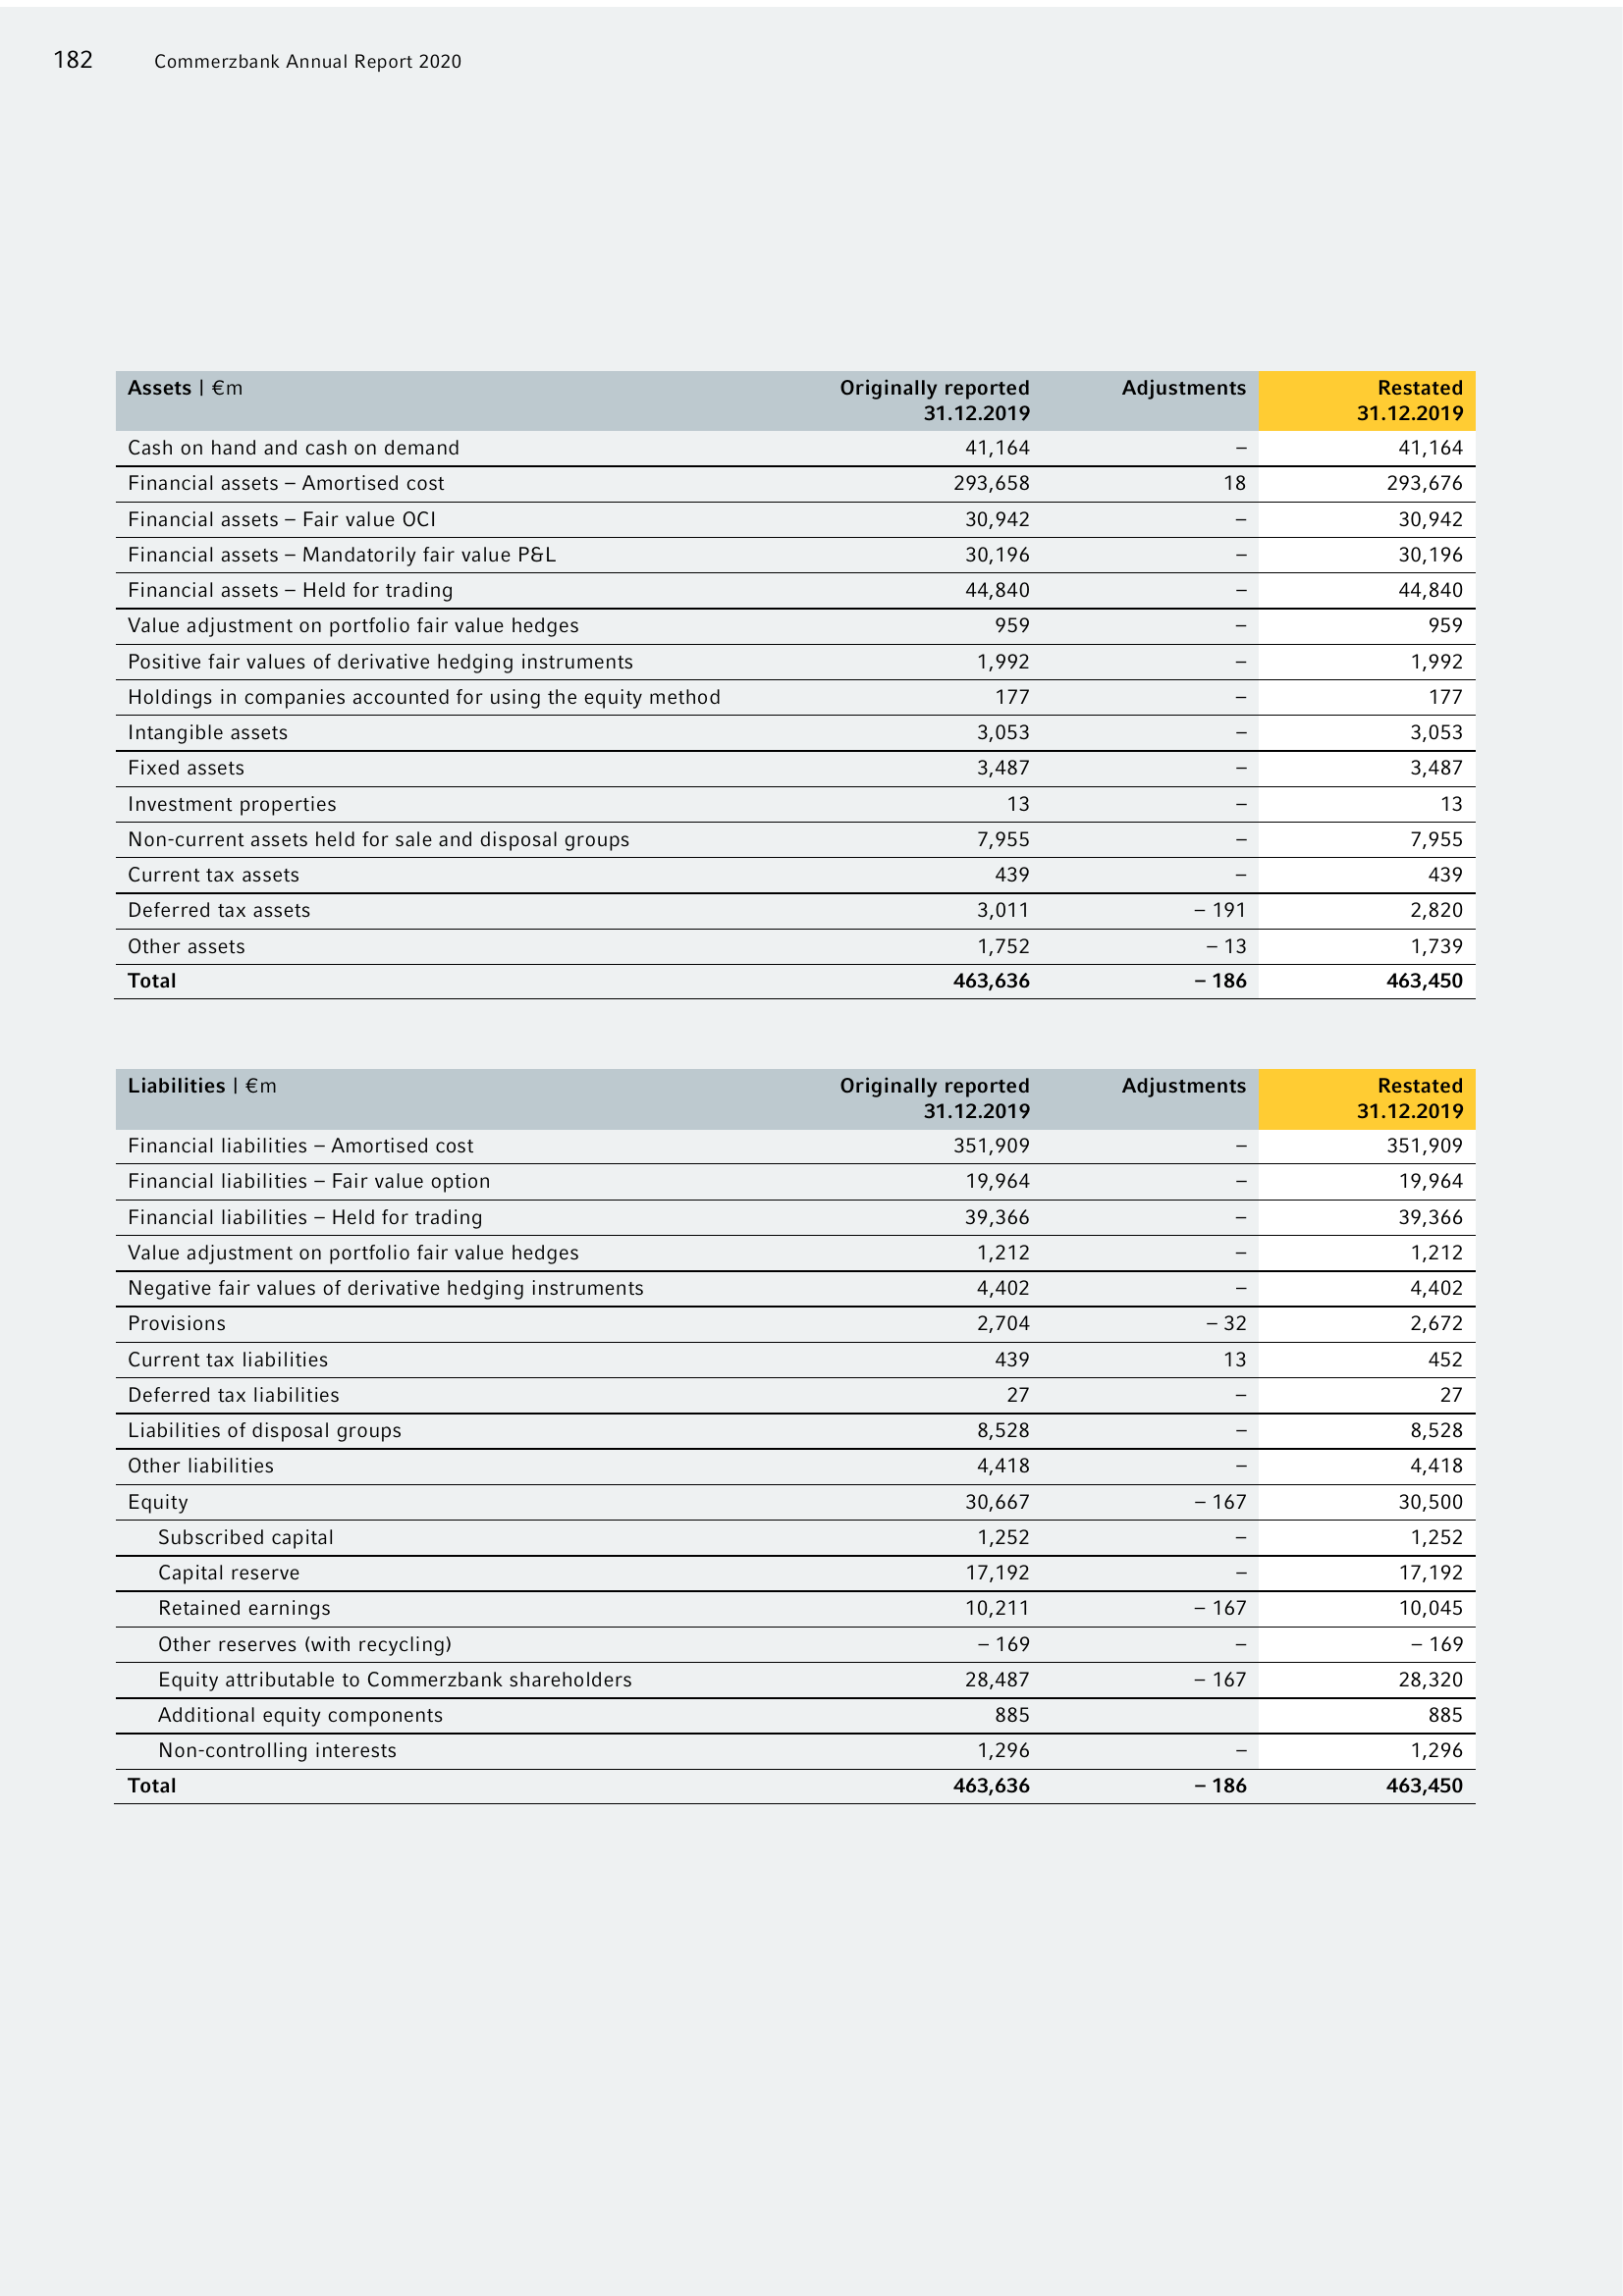 182 Commerzbank Annual Report 2020
Assets | €m Originally reported Adjustments Restated
31.12.2019 31.12.2019
Cash on hand and cash on demand 41,164 – 41,164
Financial assets – Amortised cost 293,658 18 293,676
Financial assets – Fair value OCI 30,942 – 30,942
Financial assets – Mandatorily fair value P&L 30,196 – 30,196
Financial assets – Held for trading 44,840 – 44,840
Value adjustment on portfolio fair value hedges 959 – 959
Positive fair values of derivative hedging instruments 1,992 – 1,992
Holdings in companies accounted for using the equity method 177 – 177
Intangible assets 3,053 – 3,053
Fixed assets 3,487 – 3,487
Investment properties 13 – 13
Non-current assets held for sale and disposal groups 7,955 – 7,955
Current tax assets 439 – 439
Deferred tax assets 3,011 – 191 2,820
Other assets 1,752 – 13 1,739
Total 463,636 – 186 463,450
Liabilities | €m Originally reported Adjustments Restated
31.12.2019 31.12.2019
Financial liabilities – Amortised cost 351,909 – 351,909
Financial liabilities – Fair value option 19,964 – 19,964
Financial liabilities – Held for trading 39,366 – 39,366
Value adjustment on portfolio fair value hedges 1,212 – 1,212
Negative fair values of derivative hedging instruments 4,402 – 4,402
Provisions 2,704 – 32 2,672
Current tax liabilities 439 13 452
Deferred tax liabilities 27 – 27
Liabilities of disposal groups 8,528 – 8,528
Other liabilities 4,418 – 4,418
Equity 30,667 – 167 30,500
Subscribed capital 1,252 – 1,252
Capital reserve 17,192 – 17,192
Retained earnings 10,211 – 167 10,045
Other reserves (with recycling) – 169 – – 169
Equity attributable to Commerzbank shareholders 28,487 – 167 28,320
Additional equity components 885 885
Non-controlling interests 1,296 – 1,296
Total 463,636 – 186 463,450